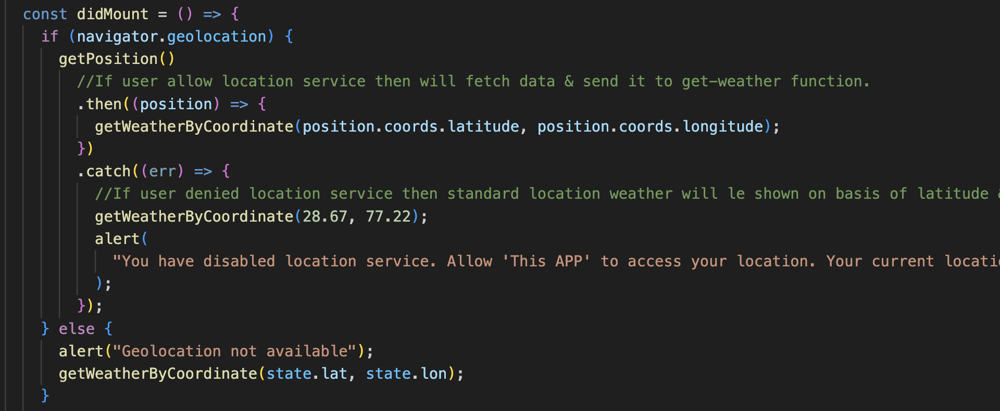 const didMount = () => {
if (navigator.geolocation) {
getPosition()
//If user allow location service then will fetch data & send it to get-weather function.
.then((position) => {
getWeatherByCoordinate(position.coords.latitude, position.coords.longitude);
})
.catch((err) => {
//If user denied location service then standard location weather will le shown on basis of latitude &
getWeatherByCoordinate(28.67, 77.22);
alert(
"You have disabled location service. Allow 'This APP' to access your location. Your current
);
});
} else {
alert("Geolocation not available");
getWeatherByCoordinate(state.lat, state.lon);
}